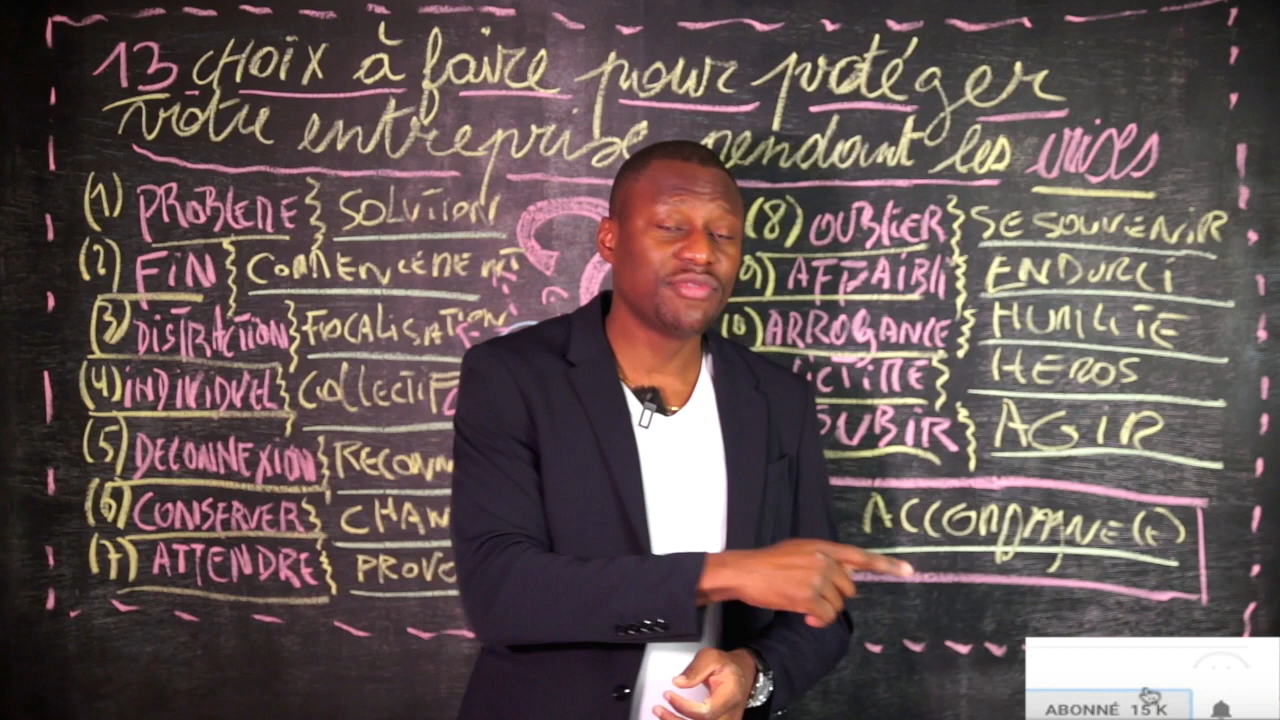 13 CHOIX à faire pour protéger
votre entreprise pendant les crises
(1) PROBLEME } SOLUTION
(2) FIN } COMMENCEMENT
(3) DISTRACTION } FOCALISATION
(4) INDIVIDUEL } COLLECTIF
(5) DECONNEXION } RECONN
(6) CONSERVER } CHAN
(7) ATTENDRE } PROVO
(8) OUBLIER } SE SOUVENIR
9) AFFAIBLI } ENDURCI
10) ARROGANCE } HUMILITE
ICTIME } HEROS
SUBIR } AGIR
ACCOMPAGNE(E)
ABONNÉ 15 K